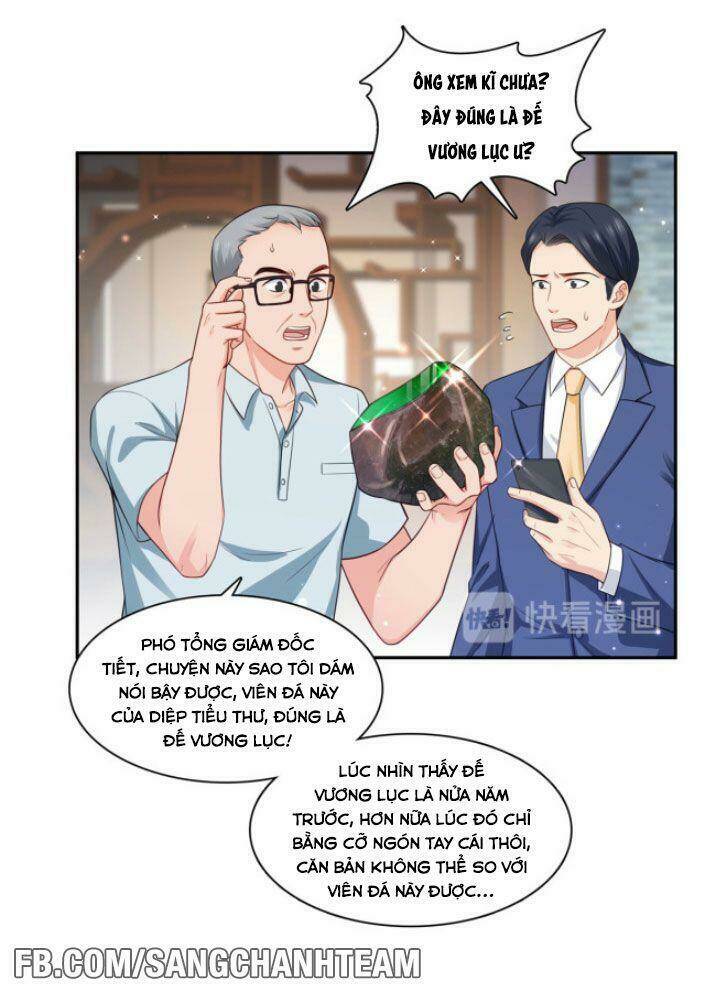 ÔNG XEM KĨ CHƯA?
ĐÂY ĐÚNG LÀ ĐẾ
VƯƠNG LỤC Ư?
快看!
快看漫画
PHÓ TỔNG GIÁM ĐỐC
TIẾT, CHUYỆN NÀY SAO TÔI DÁM
NÓI BẬY ĐƯỢC, VIÊN ĐÁ NÀY
CỦA DIỆP TIỂU THƯ, ĐÚNG LÀ
ĐẾ VƯƠNG LỤC!
LÚC NHÌN THẤY ĐẾ
VƯƠNG LỤC LÀ NỬA NĂM
TRƯỚC, HƠN NỮA LÚC ĐÓ CHỈ
BẰNG CỠ NGÓN TAY CÁI THÔI,
CĂN BẢN KHÔNG THỂ SO VỚI
VIÊN ĐÁ NÀY ĐƯỢC...
FB.COM/SANGCHANHTEAM